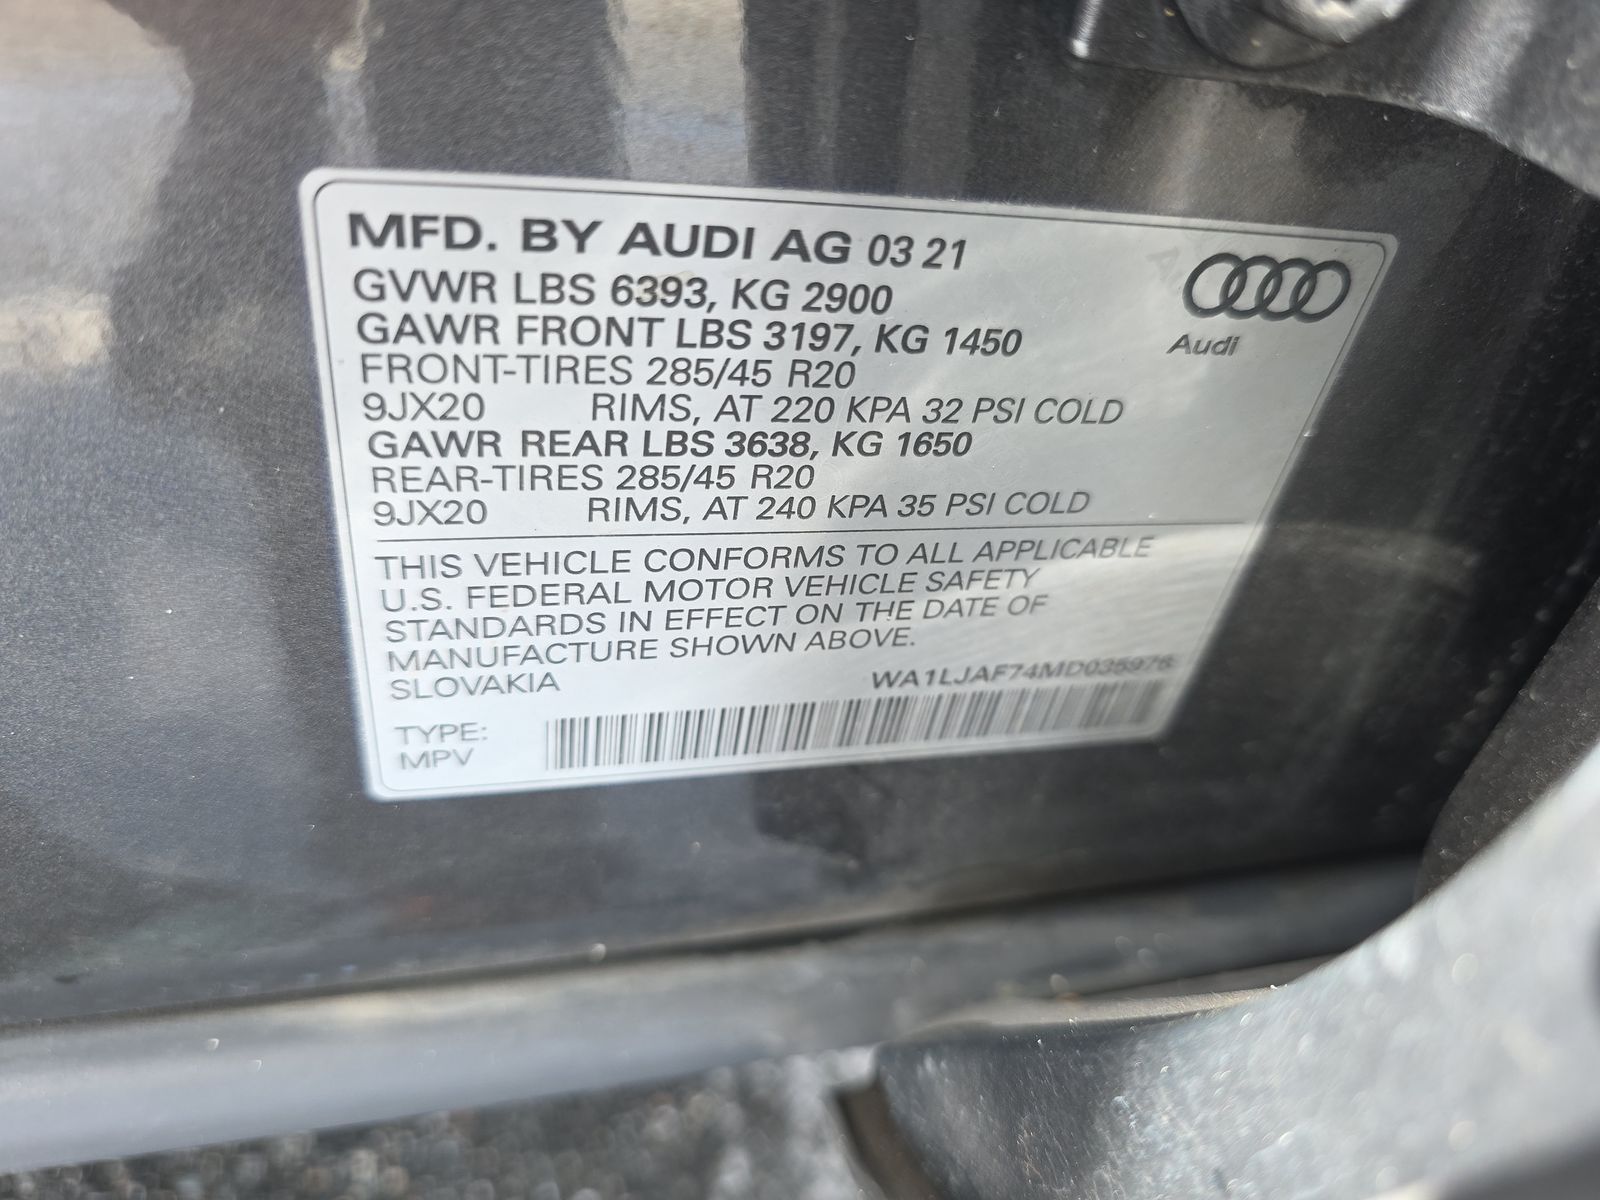 MFD. BY AUDI AG 03 21
GVWR LBS 6393, KG 2900
GAWR FRONT LBS 3197, KG 1450
FRONT-TIRES 285/45 R20
9JX20 RIMS, AT 220 KPA 32 PSI COLD
GAWR REAR LBS 3638, KG 1650
REAR-TIRES 285/45 R20
9JX20 RIMS, AT 240 KPA 35 PSI COLD
Audi
THIS VEHICLE CONFORMS TO ALL APPLICABLE
U.S. FEDERAL MOTOR VEHICLE SAFETY
STANDARDS IN EFFECT ON THE DATE OF
MANUFACTURE SHOWN ABOVE.
SLOVAKIA
WA1LJAF74MD035976
TYPE:
MPV